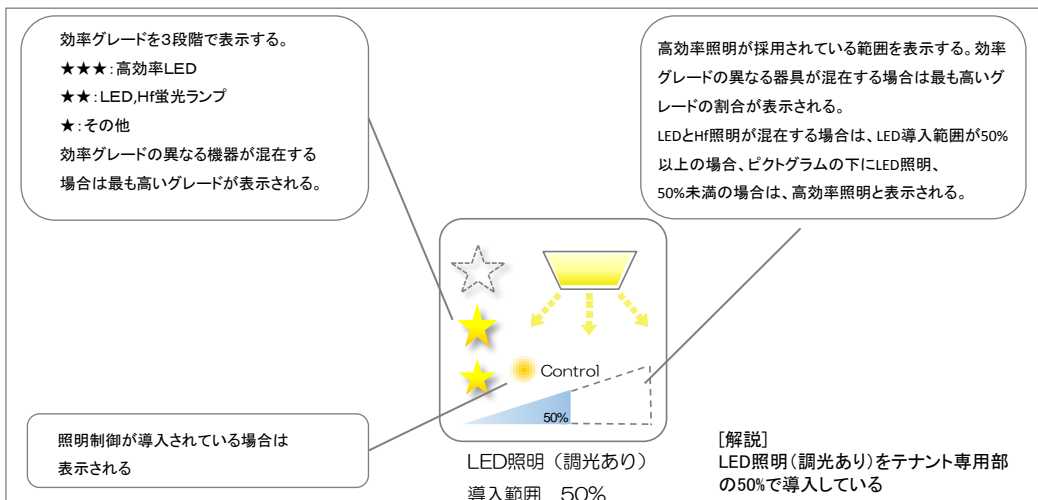 効率グレードを3段階で表示する。
★★★：高効率LED
★★：LED,Hf蛍光ランプ
★：その他
効率グレードの異なる機器が混在する
場合は最も高いグレードが表示される。
高効率照明が採用されている範囲を表示する。効率
グレードの異なる器具が混在する場合は最も高いグ
レードの割合が表示される。
LEDとHf照明が混在する場合は、LED導入範囲が50%
以上の場合、ピクトグラムの下にLED照明、
50%未満の場合は、高効率照明と表示される。
Control
50%
照明制御が導入されている場合は
表示される
LED照明（調光あり）
導入範囲 50%
[解説]
LED照明（調光あり）をテナント専用部
の50%で導入している